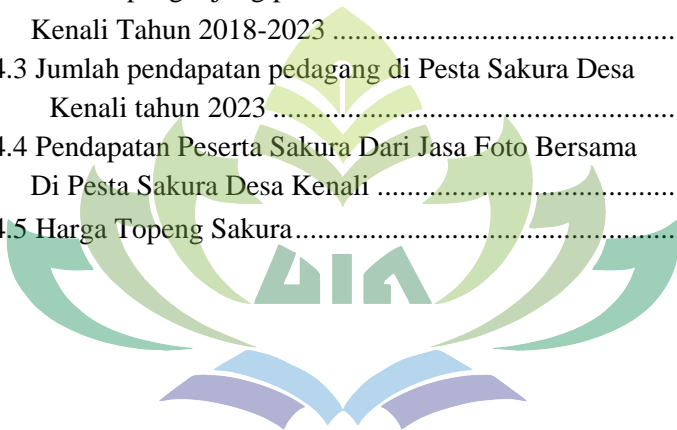 Kenali Tahun 2018-2023 ................................................
4.3 Jumlah pendapatan pedagang di Pesta Sakura Desa
Kenali tahun 2023 ........................................................
4.4 Pendapatan Peserta Sakura Dari Jasa Foto Bersama
Di Pesta Sakura Desa Kenali .........................................
4.5 Harga Topeng Sakura....................................................
UIN